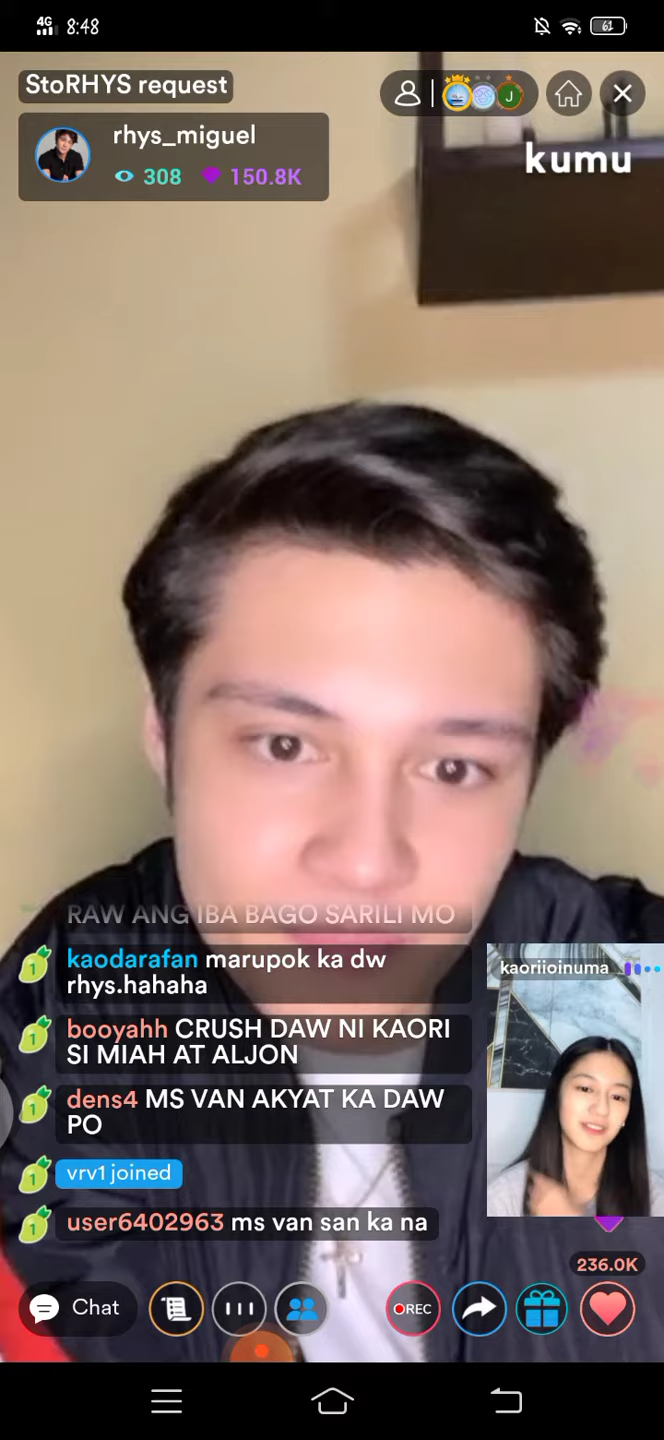 4G 8:48 61
StoRHYS request
J
rhys_miguel
308 150.8K
kumu
RAW ANG IBA BAGO SARILI MO
kaodarafan marupok ka dw
rhys.hahaha
kaoriioinuma
1
booyahh CRUSH DAW NI KAORI
SI MIAH AT ALJON
1
dens4 MS VAN AKYAT KA DAW
PO
1
vrv1 joined
1
user6402963 ms van san ka na
1
236.0K
Chat
REC